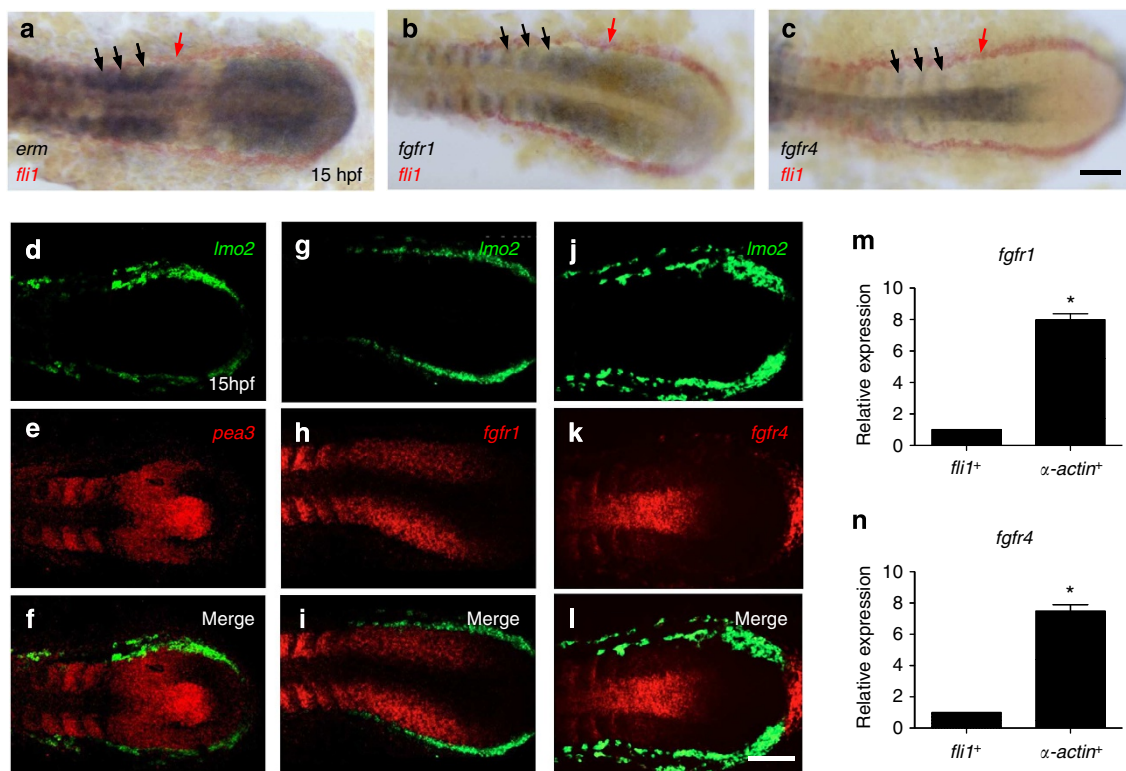 a
erm
fli1
15 hpf
b
fgfr1
fli1
c
fgfr4
fli1
d
lmo2
15hpf
e
pea3
f
Merge
g
lmo2
h
fgfr1
i
Merge
j
lmo2
k
fgfr4
l
Merge
m
fgfr1
Relative expression
10
8
6
4
2
0
*
fli1+
α-actin+
n
fgfr4
Relative expression
10
8
6
4
2
0
*
fli1+
α-actin+